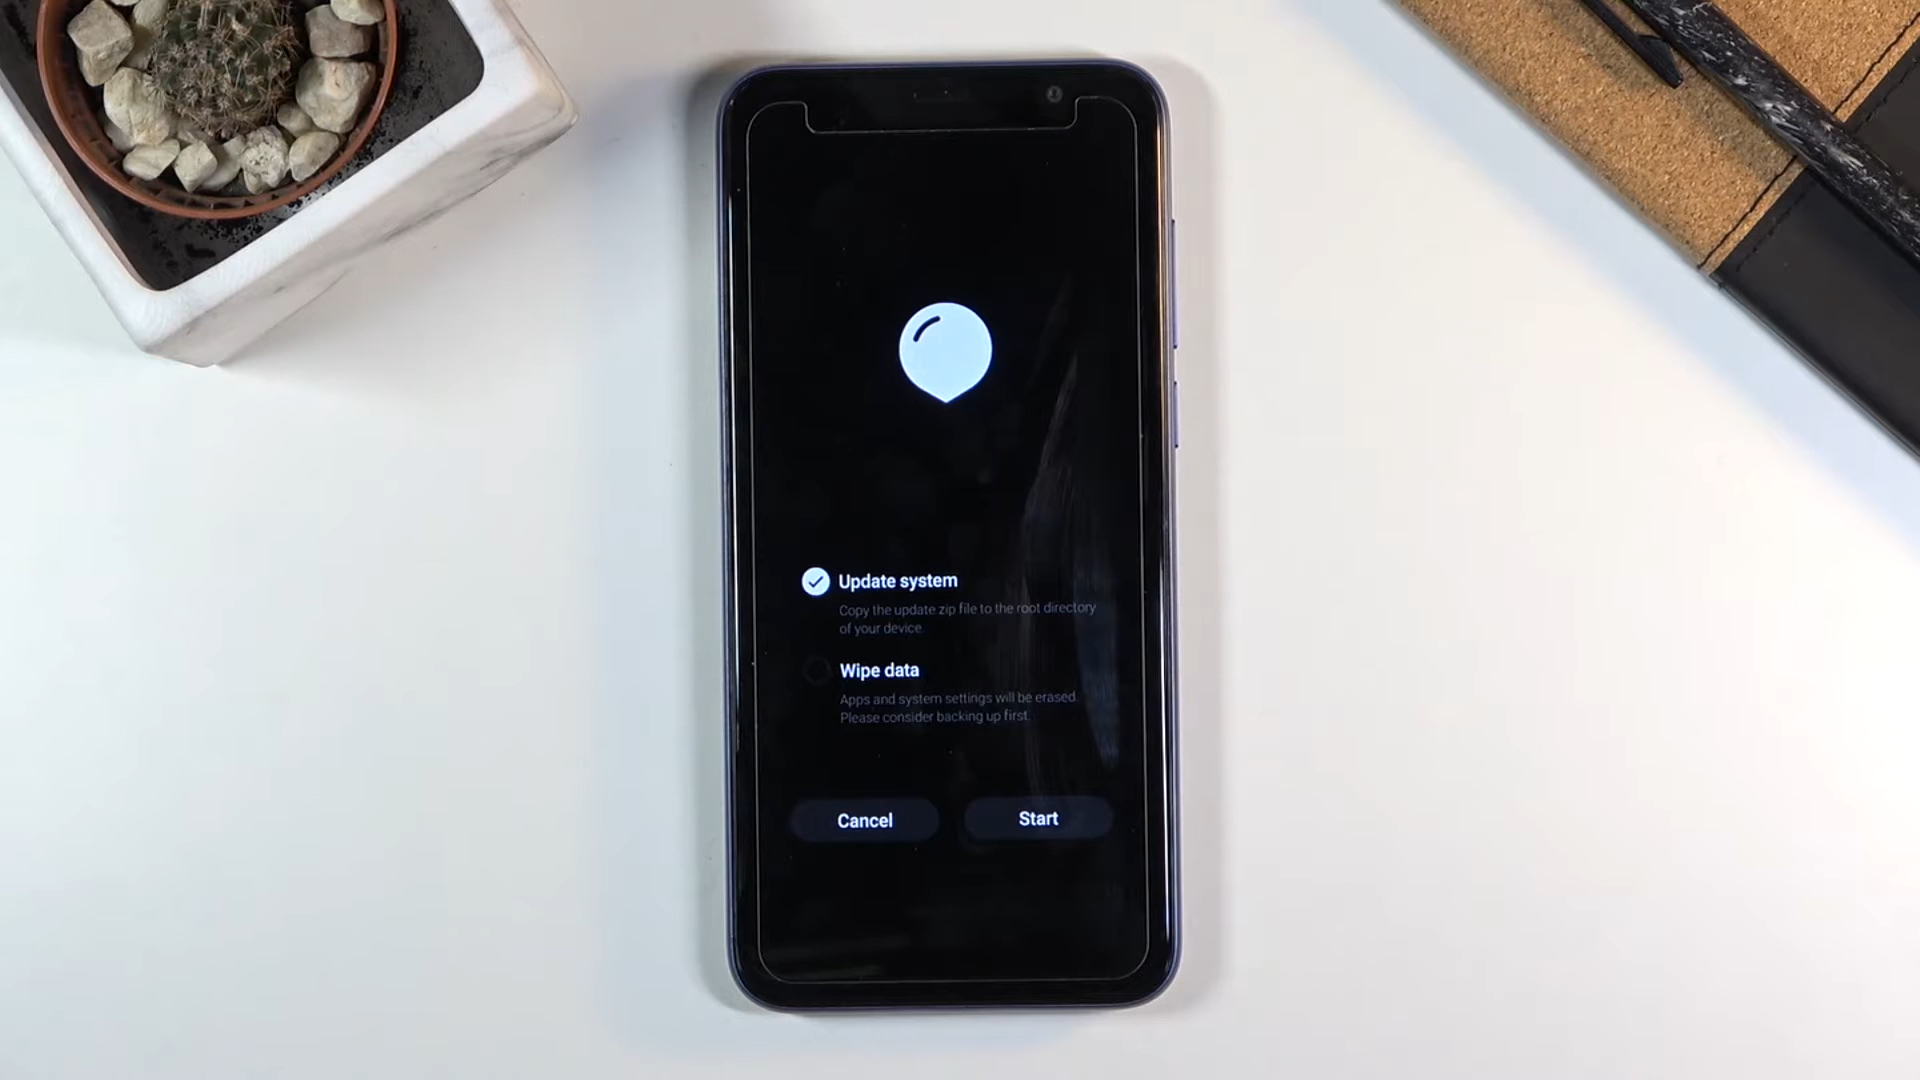 Update system
Copy the update zip file to the root directory
of your device.
Wipe data
Apps and system settings will be erased.
Please consider backing up first.
Cancel
Start